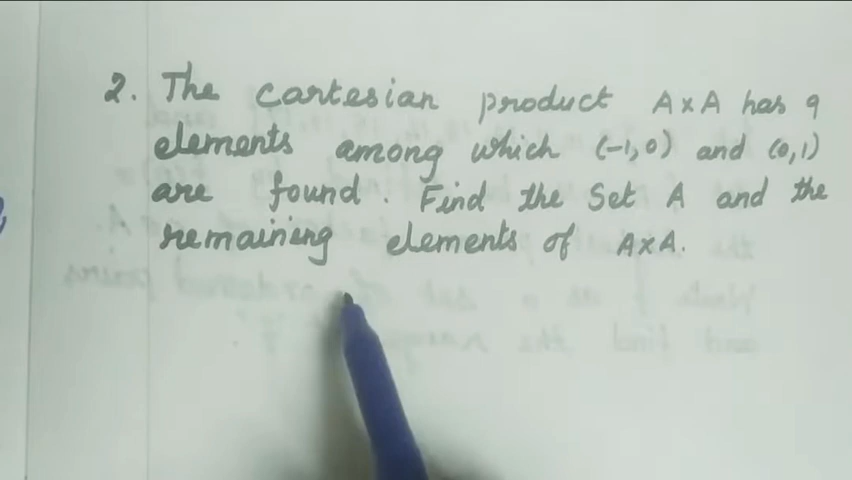 2. The cartesian product A×A has 9
elements among which (-1,0) and (0,1)
are found. Find the Set A and the
remaining elements of A×A.